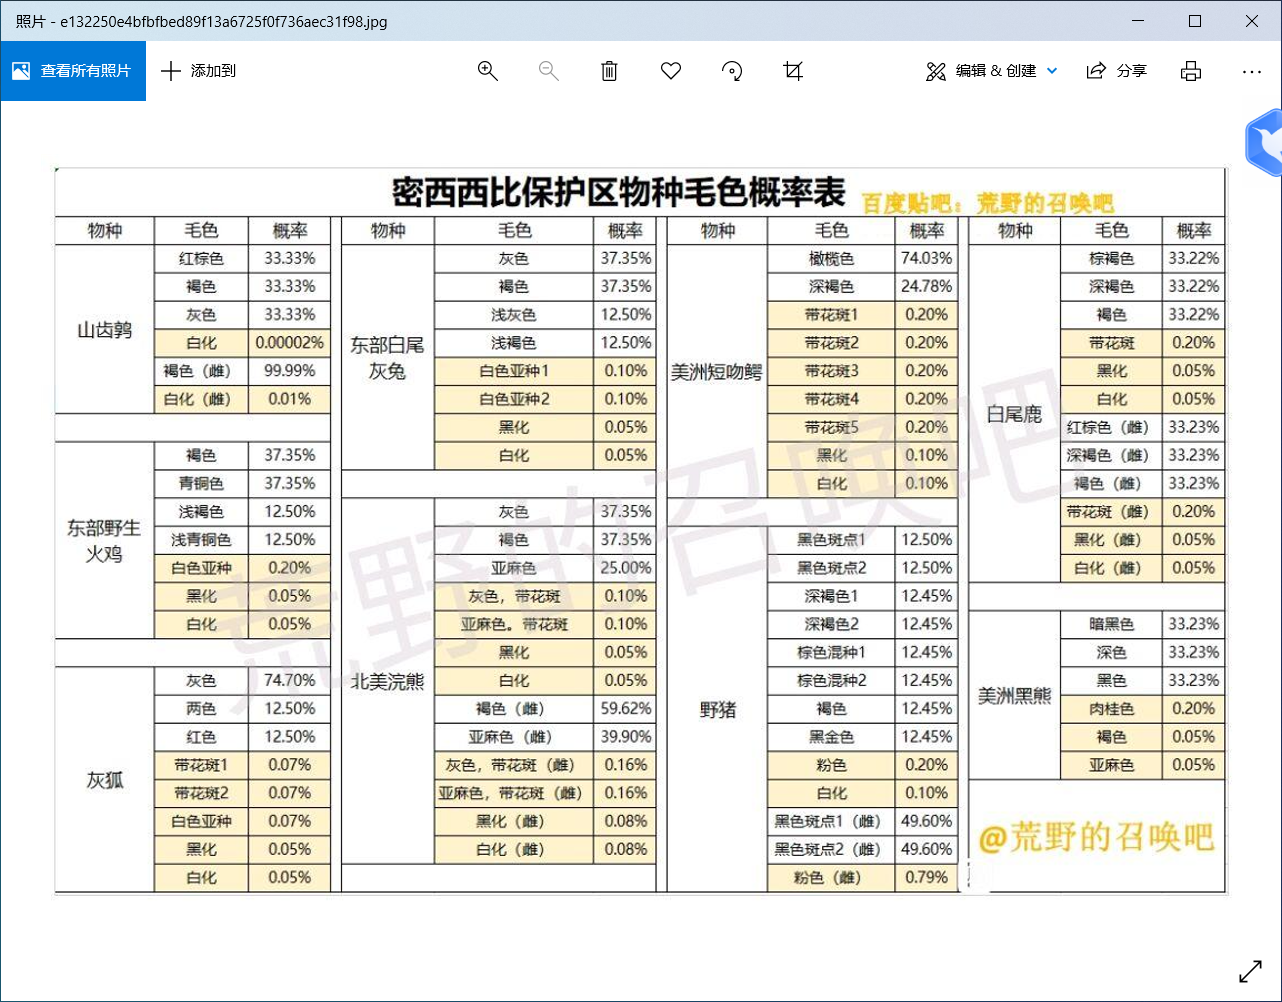 照片 - e132250e4bfbfbed89f13a6725f0f736aec31f98.jpg
查看所有照片 添加到 编辑 & 创建 分享
密西西比保护区物种毛色概率表 百度贴吧：荒野的召唤吧
物种 毛色 概率 物种 毛色 概率 物种 毛色 概率 物种 毛色 概率
山齿鹑
红棕色 33.33%
褐色 33.33%
灰色 33.33%
白化 0.00002%
褐色（雌） 99.99%
白化（雌） 0.01%
东部野生
火鸡
褐色 37.35%
青铜色 37.35%
浅褐色 12.50%
浅青铜色 12.50%
白色亚种 0.20%
黑化 0.05%
白化 0.05%
灰狐
灰色 74.70%
两色 12.50%
红色 12.50%
带花斑1 0.07%
带花斑2 0.07%
白色亚种 0.07%
黑化 0.05%
白化 0.05%
东部白尾
灰兔
灰色 37.35%
褐色 37.35%
浅灰色 12.50%
浅褐色 12.50%
白色亚种1 0.10%
白色亚种2 0.10%
黑化 0.05%
白化 0.05%
北美浣熊
灰色 37.35%
褐色 37.35%
亚麻色 25.00%
灰色，带花斑 0.10%
亚麻色。带花斑 0.10%
黑化 0.05%
白化 0.05%
褐色（雌） 59.62%
亚麻色（雌） 39.90%
灰色，带花斑（雌） 0.16%
亚麻色，带花斑（雌） 0.16%
黑化（雌） 0.08%
白化（雌） 0.08%
美洲短吻鳄
橄榄色 74.03%
深褐色 24.78%
带花斑1 0.20%
带花斑2 0.20%
带花斑3 0.20%
带花斑4 0.20%
带花斑5 0.20%
黑化 0.10%
白化 0.10%
野猪
黑色斑点1 12.50%
黑色斑点2 12.50%
深褐色1 12.45%
深褐色2 12.45%
棕色混种1 12.45%
棕色混种2 12.45%
褐色 12.45%
黑金色 12.45%
粉色 0.20%
白化 0.10%
黑色斑点1（雌） 49.60%
黑色斑点2（雌） 49.60%
粉色（雌） 0.79%
白尾鹿
棕褐色 33.22%
深褐色 33.22%
褐色 33.22%
带花斑 0.20%
黑化 0.05%
白化 0.05%
红棕色（雌） 33.23%
深褐色（雌） 33.23%
褐色（雌） 33.23%
带花斑（雌） 0.20%
黑化（雌） 0.05%
白化（雌） 0.05%
美洲黑熊
暗黑色 33.23%
深色 33.23%
黑色 33.23%
肉桂色 0.20%
褐色 0.05%
亚麻色 0.05%
@荒野的召唤吧
荒野的召唤吧